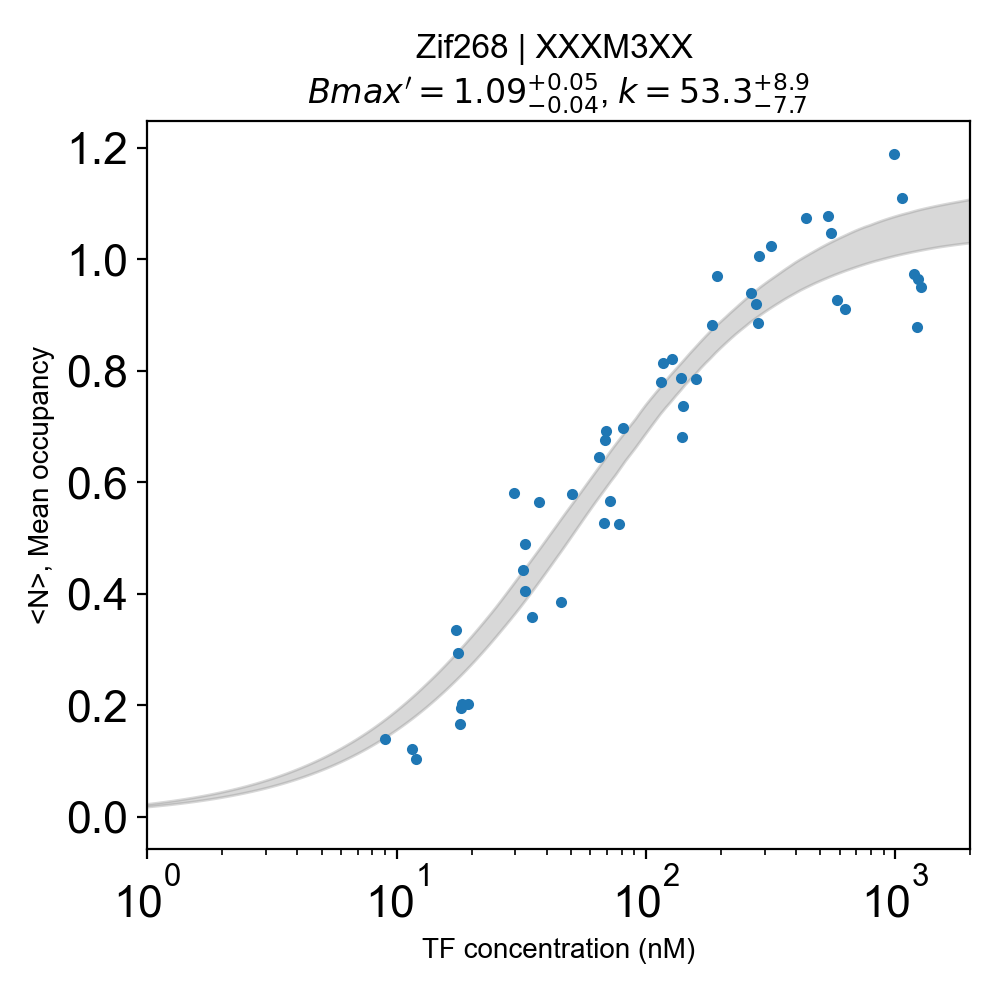 Zif268 | XXXM3XX
Bmax′ = 1.09^{+0.05}_{−0.04}, k = 53.3^{+8.9}_{−7.7}
1.2
1.0
0.8
0.6
0.4
0.2
0.0
<N>, Mean occupancy
10^0 10^1 10^2 10^3
TF concentration (nM)